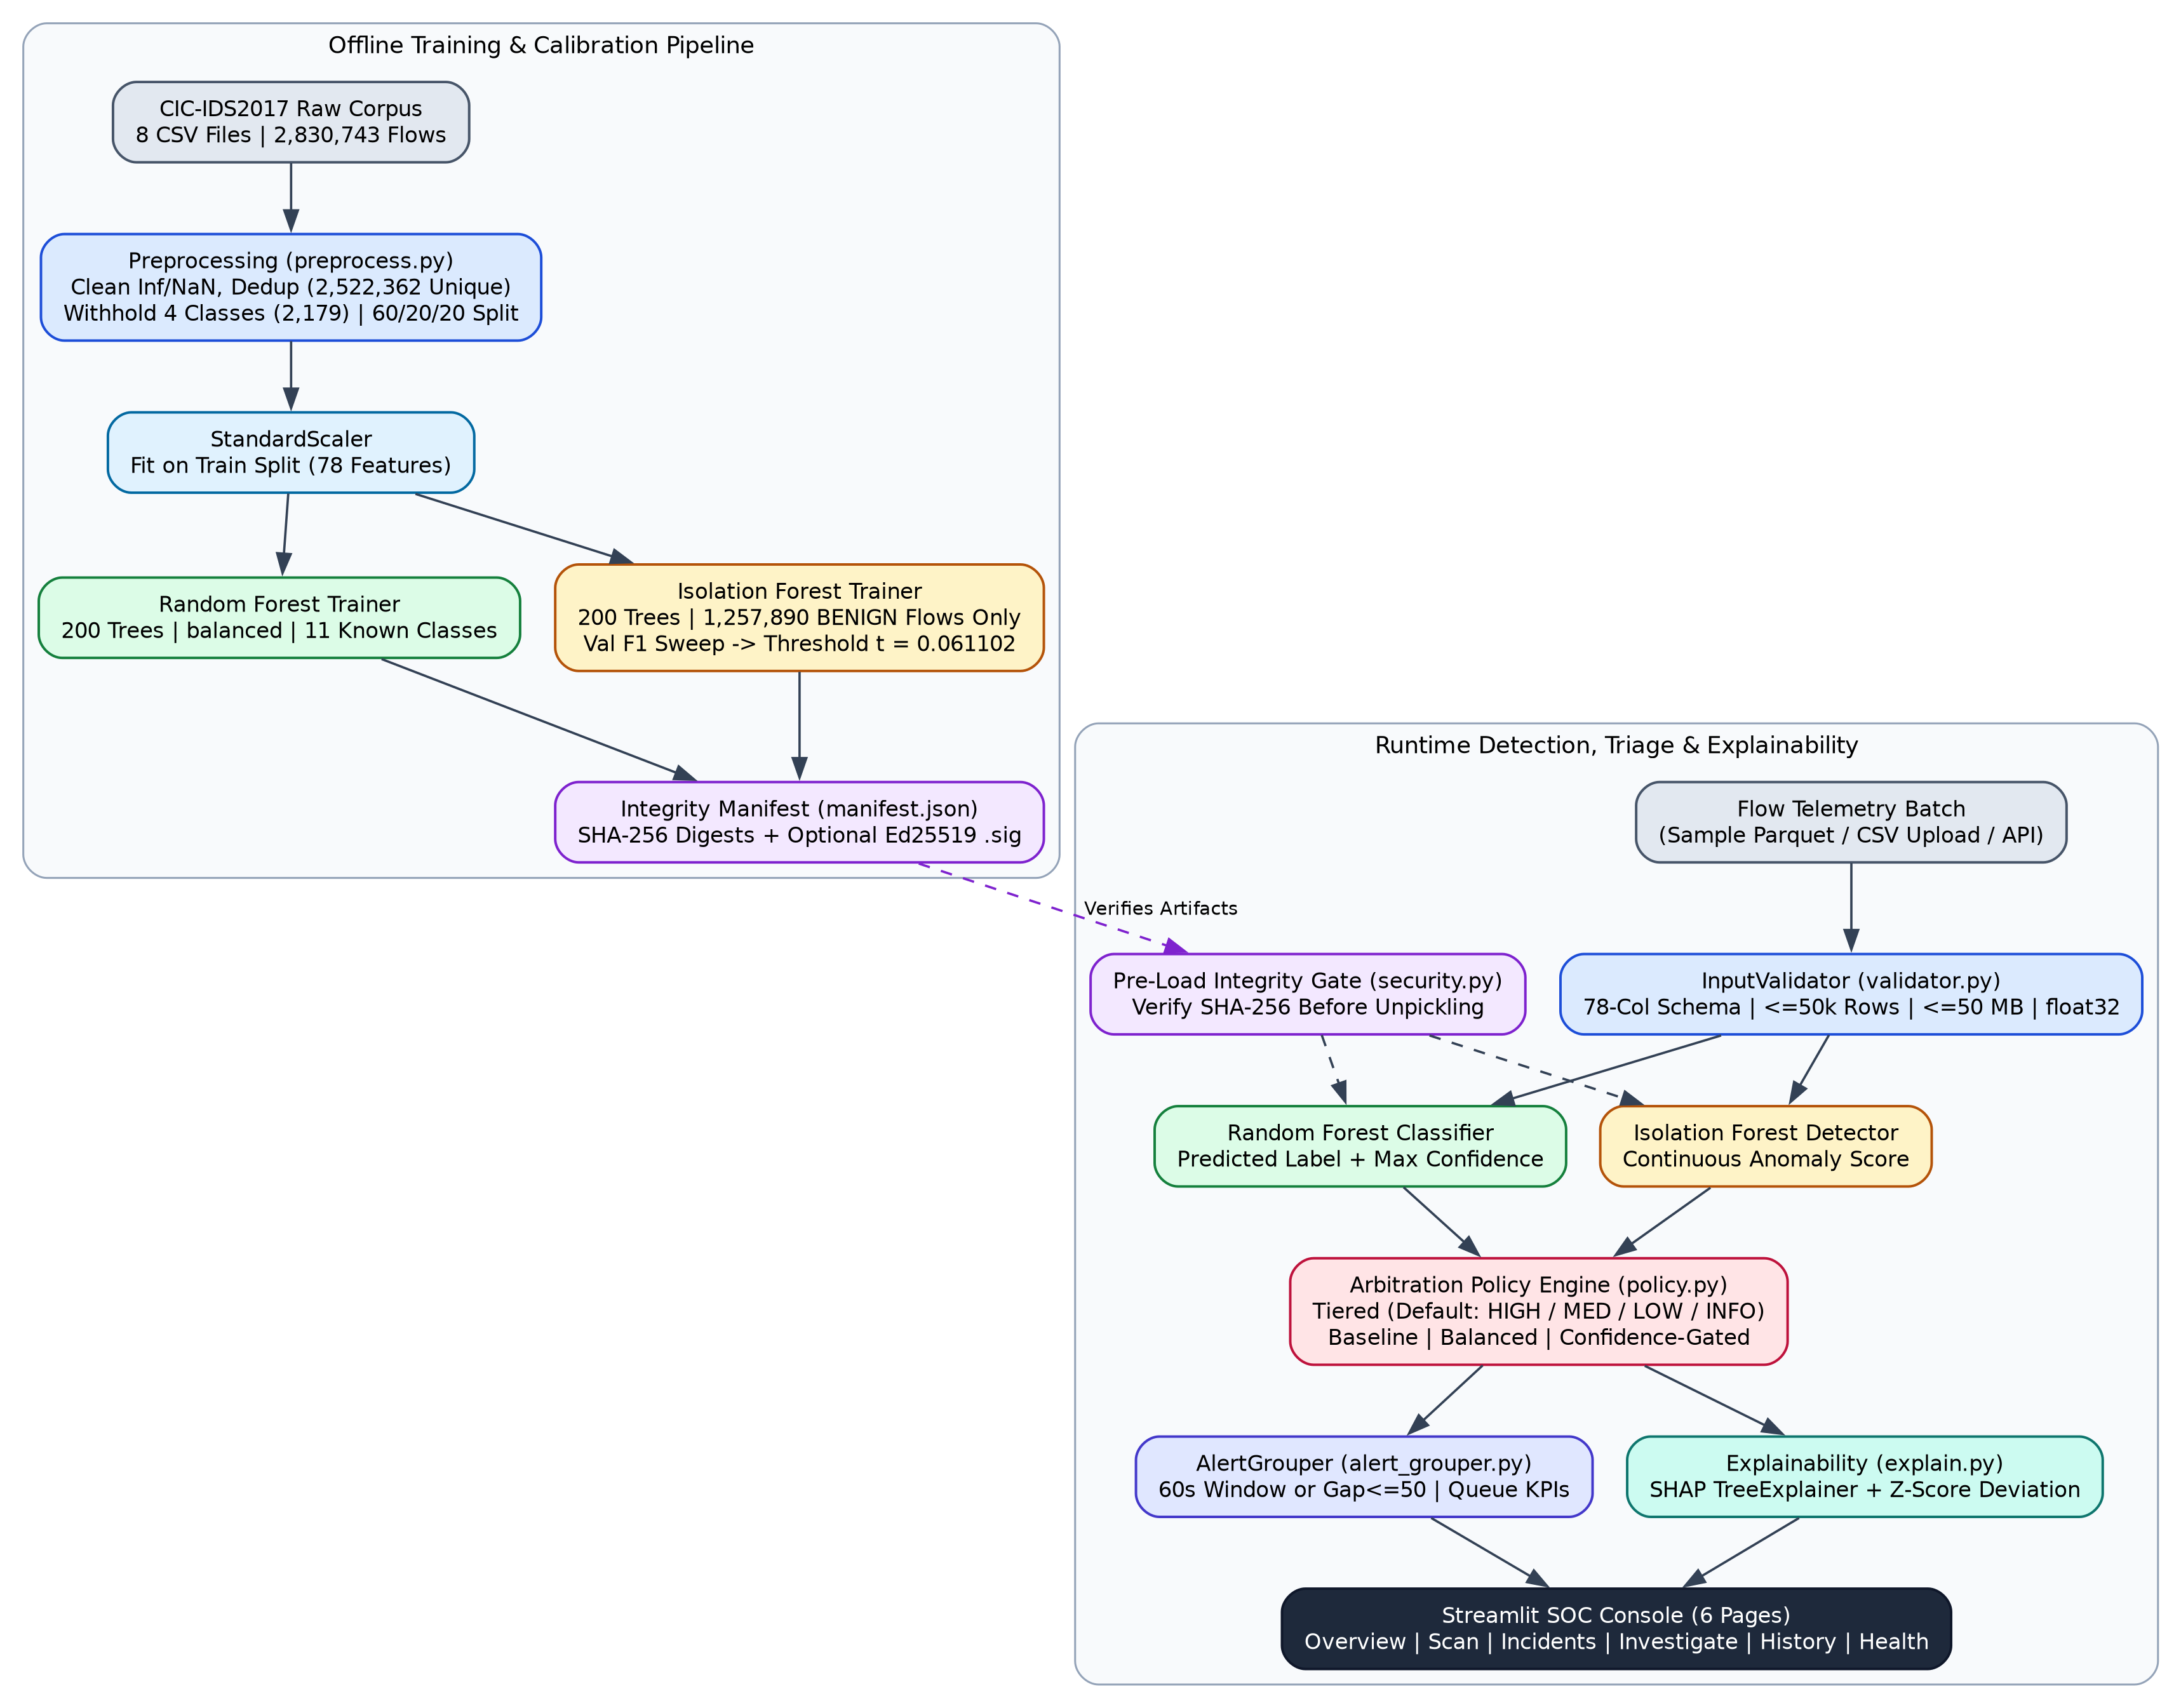 Offline Training & Calibration Pipeline
CIC-IDS2017 Raw Corpus
8 CSV Files | 2,830,743 Flows
Preprocessing (preprocess.py)
Clean Inf/NaN, Dedup (2,522,362 Unique)
Withhold 4 Classes (2,179) | 60/20/20 Split
StandardScaler
Fit on Train Split (78 Features)
Random Forest Trainer
200 Trees | balanced | 11 Known Classes
Isolation Forest Trainer
200 Trees | 1,257,890 BENIGN Flows Only
Val F1 Sweep -> Threshold t = 0.061102
Integrity Manifest (manifest.json)
SHA-256 Digests + Optional Ed25519 .sig
Verifies Artifacts
Runtime Detection, Triage & Explainability
Flow Telemetry Batch
(Sample Parquet / CSV Upload / API)
Pre-Load Integrity Gate (security.py)
Verify SHA-256 Before Unpickling
InputValidator (validator.py)
78-Col Schema | <=50k Rows | <=50 MB | float32
Random Forest Classifier
Predicted Label + Max Confidence
Isolation Forest Detector
Continuous Anomaly Score
Arbitration Policy Engine (policy.py)
Tiered (Default: HIGH / MED / LOW / INFO)
Baseline | Balanced | Confidence-Gated
AlertGrouper (alert_grouper.py)
60s Window or Gap<=50 | Queue KPIs
Explainability (explain.py)
SHAP TreeExplainer + Z-Score Deviation
Streamlit SOC Console (6 Pages)
Overview | Scan | Incidents | Investigate | History | Health